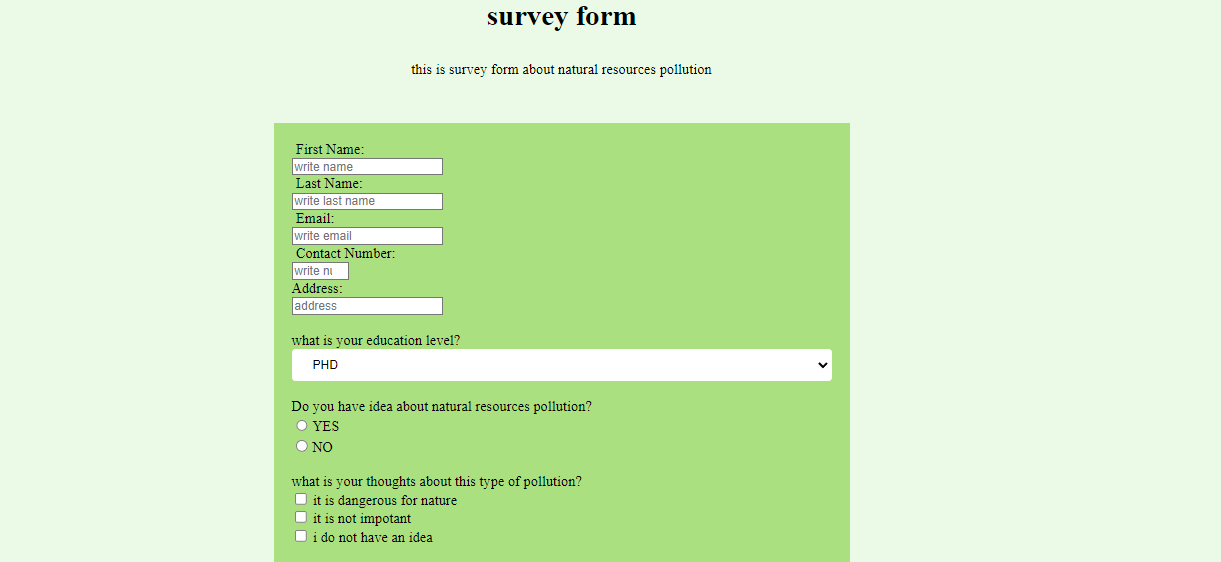 survey form
this is survey form about natural resources pollution
First Name:
write name
Last Name:
write last name
Email:
write email
Contact Number:
write nu
Address:
address
what is your education level?
PHD
Do you have idea about natural resources pollution?
YES
NO
what is your thoughts about this type of pollution?
it is dangerous for nature
it is not impotant
i do not have an idea